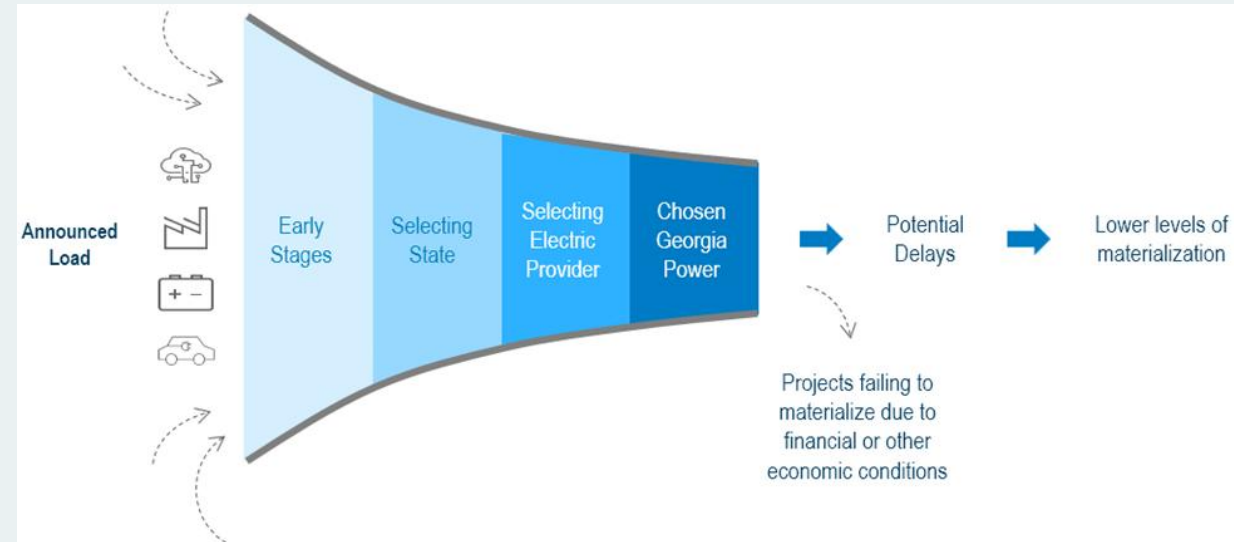 Announced
Load
+ -
Early
Stages
Selecting
State
Selecting
Electric
Provider
Chosen
Georgia
Power
Potential
Delays
Lower levels of
materialization
Projects failing to
materialize due to
financial or other
economic conditions